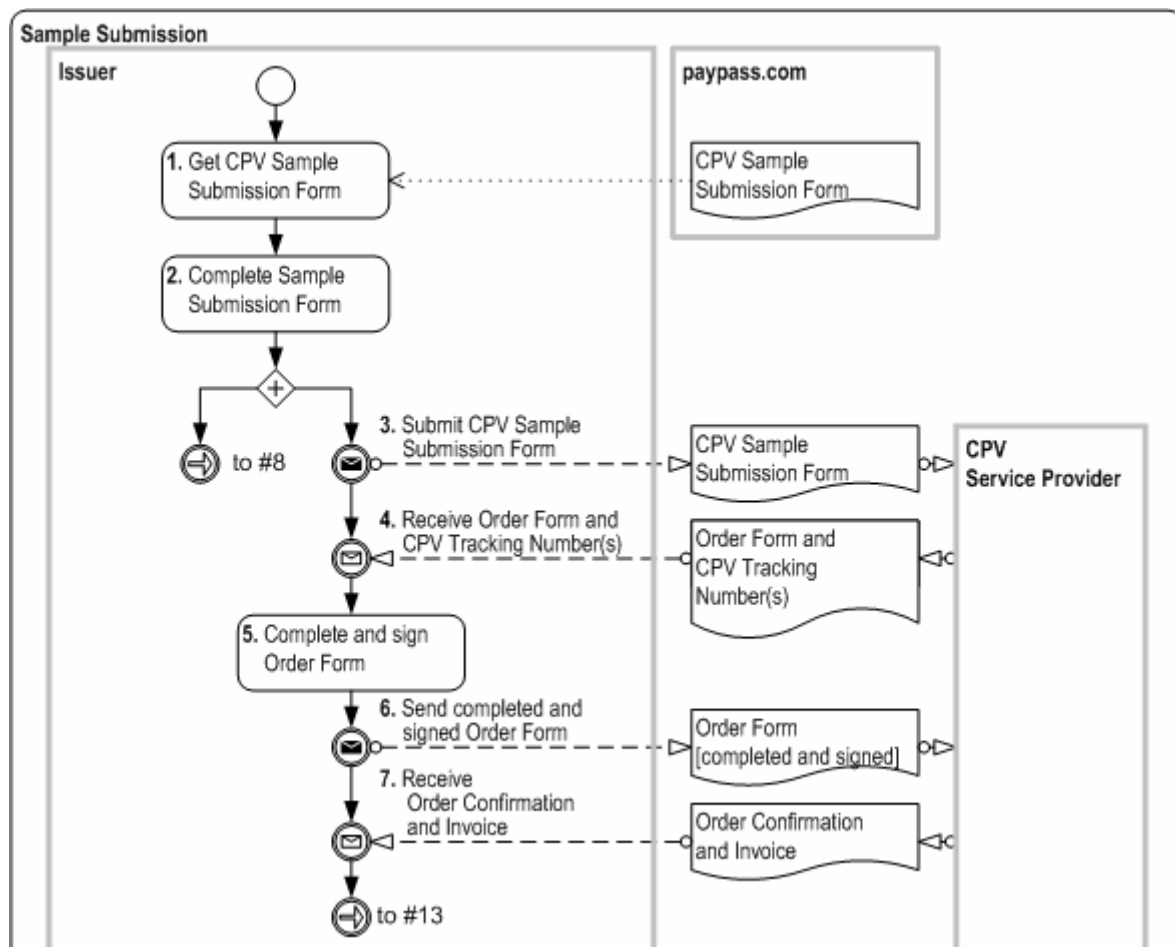 Sample Submission
Issuer
paypass.com
1. Get CPV Sample
Submission Form
CPV Sample
Submission Form
2. Complete Sample
Submission Form
to #8
3. Submit CPV Sample
Submission Form
CPV Sample
Submission Form
CPV
Service Provider
4. Receive Order Form and
CPV Tracking Number(s)
Order Form and
CPV Tracking
Number(s)
5. Complete and sign
Order Form
6. Send completed and
signed Order Form
Order Form
[completed and signed]
7. Receive
Order Confirmation
and Invoice
Order Confirmation
and Invoice
to #13